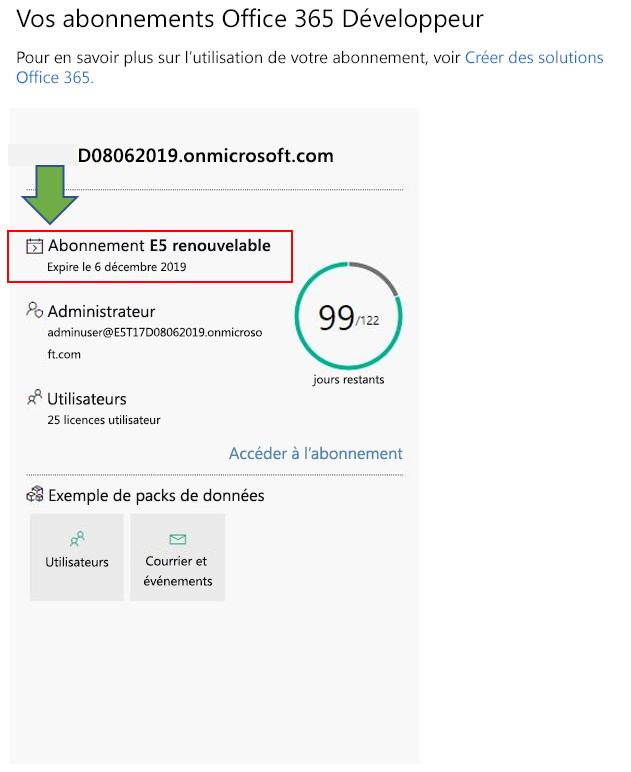 Vos abonnements Office 365 Développeur
Pour en savoir plus sur l’utilisation de votre abonnement, voir Créer des solutions
Office 365.
D08062019.onmicrosoft.com
Abonnement E5 renouvelable
Expire le 6 décembre 2019
99/122
jours restants
Administrateur
adminuser@E5T17D08062019.onmicroso
ft.com
Utilisateurs
25 licences utilisateur
Accéder à l’abonnement
Exemple de packs de données
Utilisateurs
Courrier et
événements